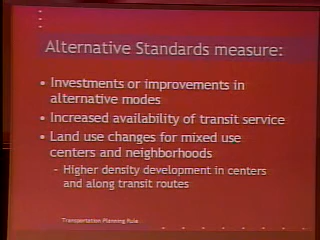 Alternative Standards measure:
• Investments or improvements in
alternative modes
• Increased availability of transit service
• Land use changes for mixed use
centers and neighborhoods
– Higher density development in centers
and along transit routes
Transportation Planning Rule